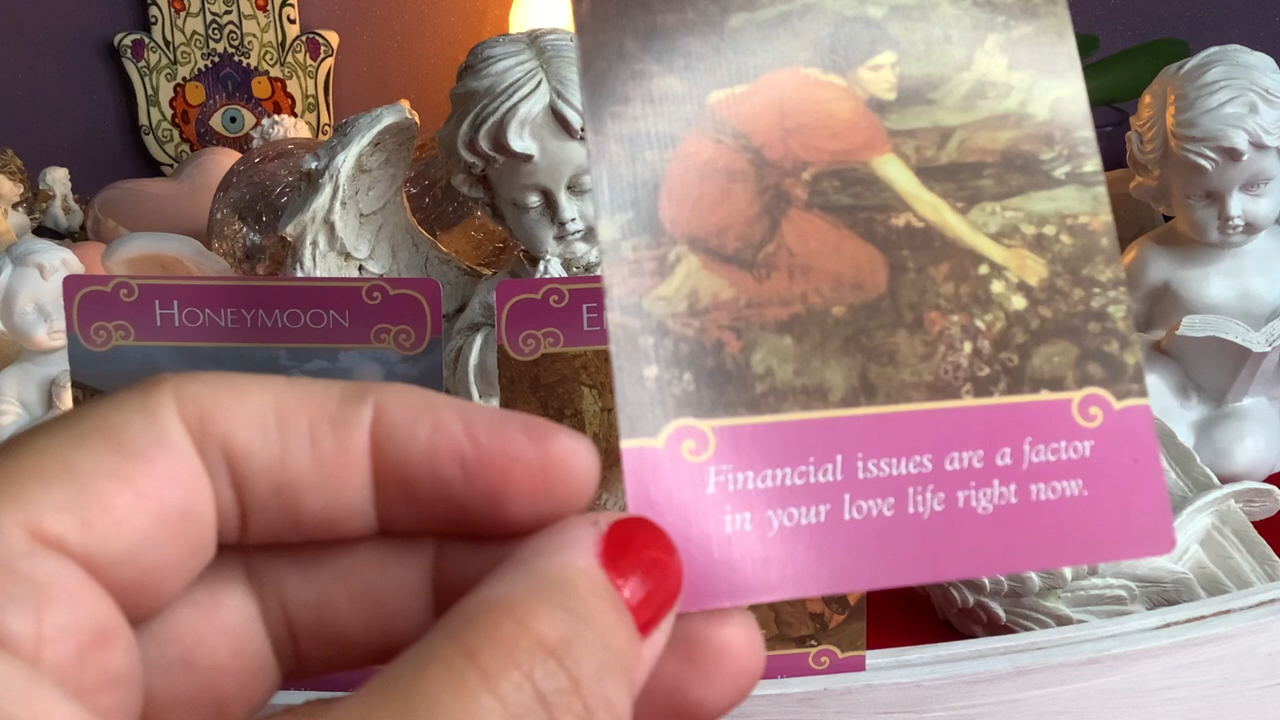 HONEYMOON
Financial issues are a factor
in your love life right now.